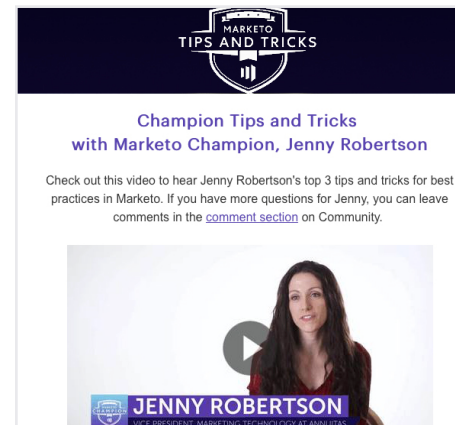 MARKETO
TIPS AND TRICKS
Champion Tips and Tricks
with Marketo Champion, Jenny Robertson
Check out this video to hear Jenny Robertson's top 3 tips and tricks for best
practices in Marketo. If you have more questions for Jenny, you can leave
comments in the comment section on Community.
CHAMPION
JENNY ROBERTSON
VICE PRESIDENT, MARKETING TECHNOLOGY AT ANNUITAS